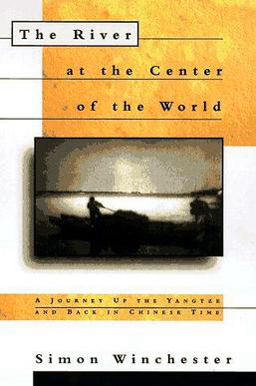 The River
at the Center
of the World
A Journey Up the Yangtze
and Back in Chinese Time
Simon Winchester